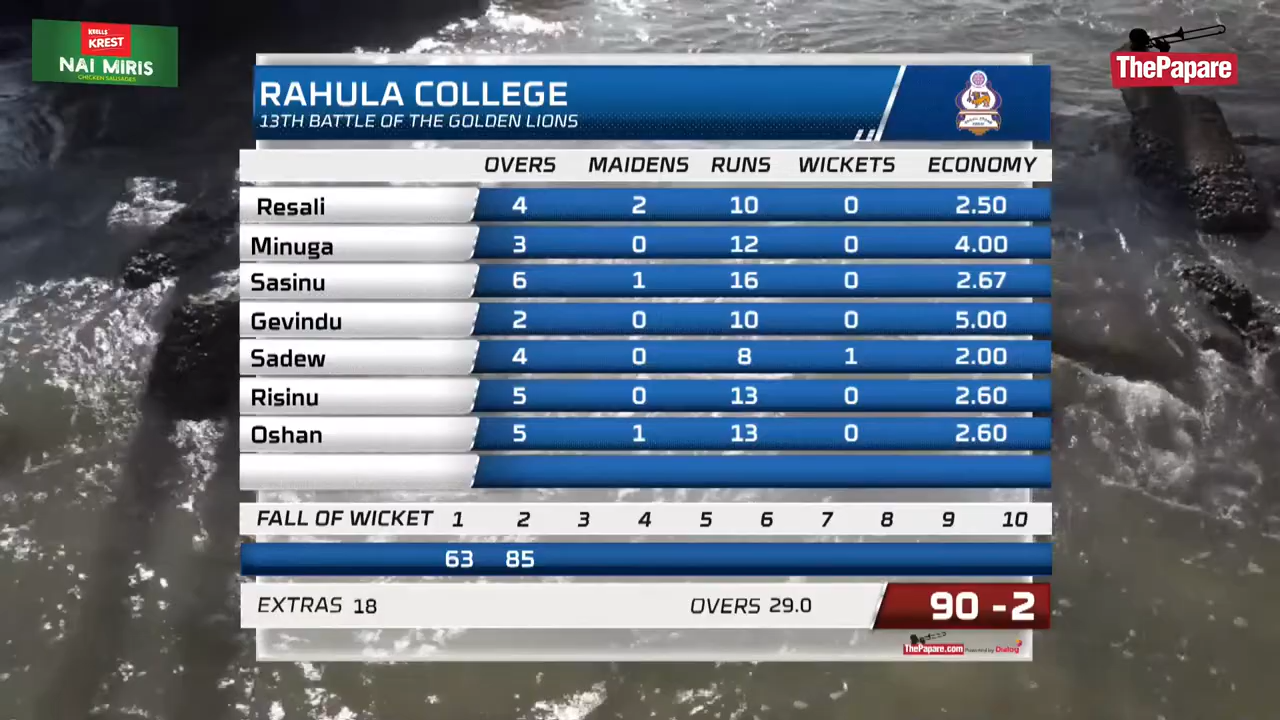 KEELLS
KREST
NAI MIRIS
CHICKEN SAUSAGES
ThePapare
RAHULA COLLEGE
13TH BATTLE OF THE GOLDEN LIONS
OVERS MAIDENS RUNS WICKETS ECONOMY
Resali 4 2 10 0 2.50
Minuga 3 0 12 0 4.00
Sasinu 6 1 16 0 2.67
Gevindu 2 0 10 0 5.00
Sadew 4 0 8 1 2.00
Risinu 5 0 13 0 2.60
Oshan 5 1 13 0 2.60
FALL OF WICKET 1 2 3 4 5 6 7 8 9 10
63 85
EXTRAS 18 OVERS 29.0 90 -2
ThePapare.com Powered by Dialog